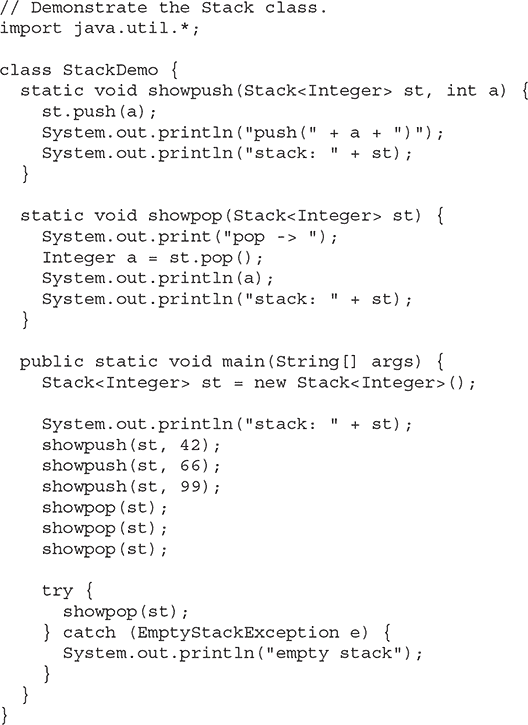 // Demonstrate the Stack class.
import java.util.*;

class StackDemo {
  static void showpush(Stack<Integer> st, int a) {
    st.push(a);
    System.out.println("push(" + a + ")");
    System.out.println("stack: " + st);
  }

  static void showpop(Stack<Integer> st) {
    System.out.print("pop -> ");
    Integer a = st.pop();
    System.out.println(a);
    System.out.println("stack: " + st);
  }

  public static void main(String[] args) {
    Stack<Integer> st = new Stack<Integer>();

    System.out.println("stack: " + st);
    showpush(st, 42);
    showpush(st, 66);
    showpush(st, 99);
    showpop(st);
    showpop(st);
    showpop(st);

    try {
      showpop(st);
    } catch (EmptyStackException e) {
      System.out.println("empty stack");
    }
  }
}